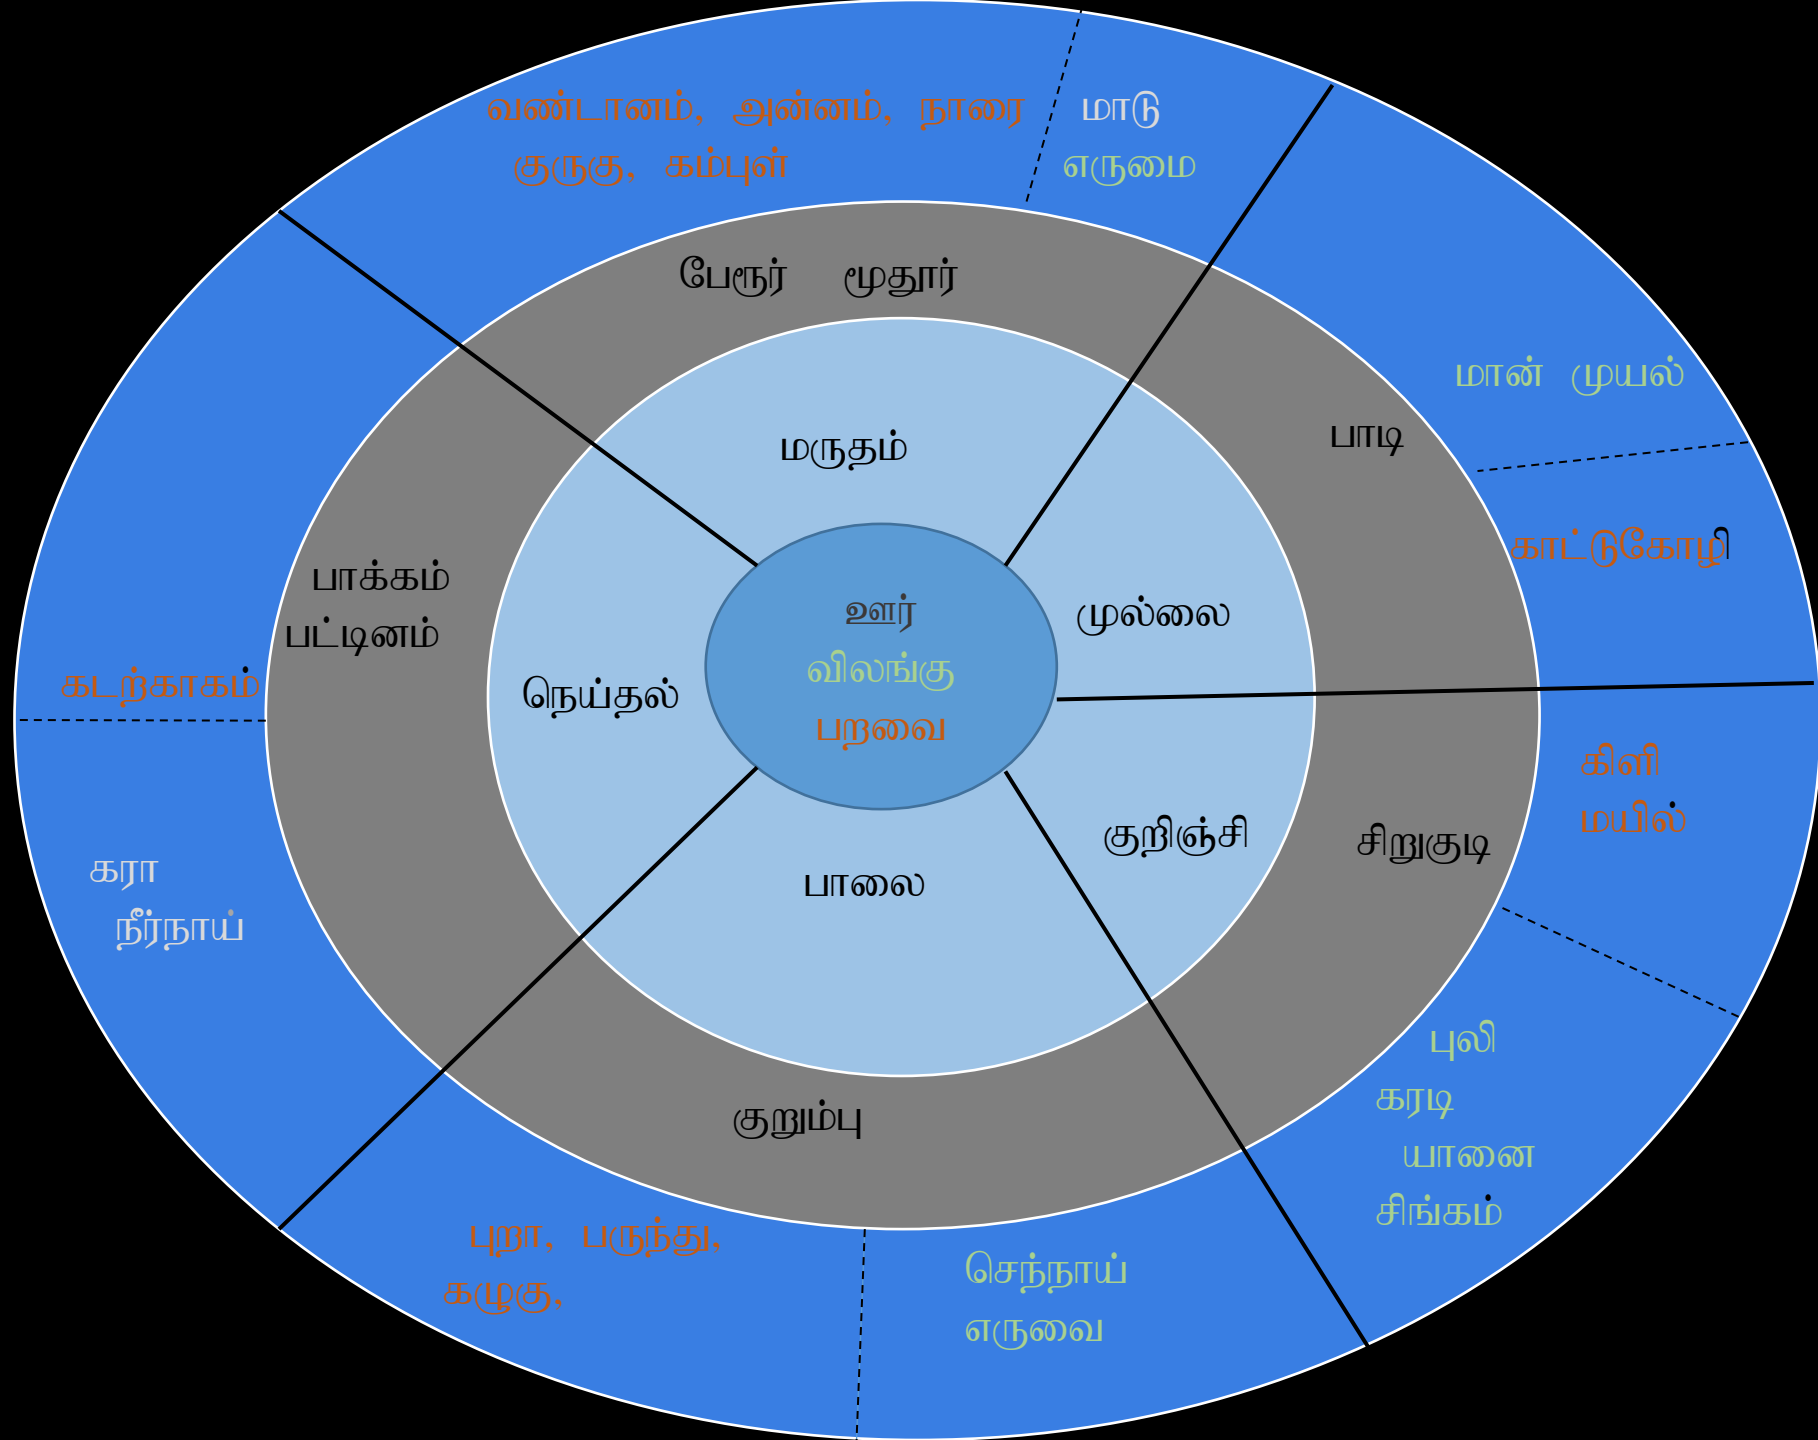 வண்டானம், அன்னம், நாரை
குருகு, கம்புள்
மாடு
எருமை
பேரூர் மூதூர்
மான் முயல்
பாடி
மருதம்
காட்டுகோழி
பாக்கம்
பட்டினம்
ஊர்
விலங்கு
பறவை
முல்லை
கடற்காகம்
நெய்தல்
கிளி
மயில்
குறிஞ்சி
சிறுகுடி
கரா
நீர்நாய்
பாலை
புலி
கரடி
யானை
சிங்கம்
குறும்பு
புறா, பருந்து,
கழுகு,
செந்நாய்
எருவை